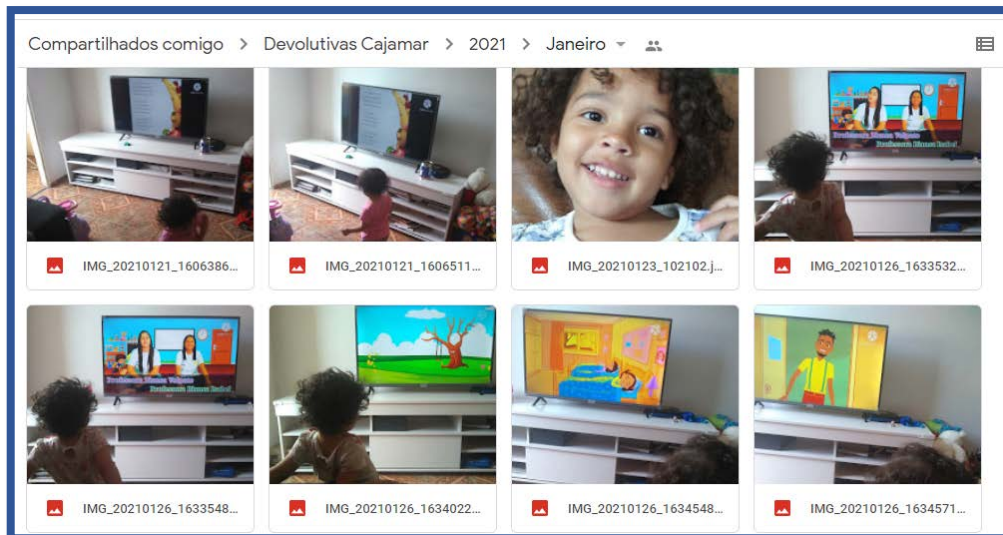 Compartilhados comigo > Devolutivas Cajamar > 2021 > Janeiro
IMG_20210121_1606386...
IMG_20210121_1606511...
IMG_20210123_102102.j...
IMG_20210126_1633532...
IMG_20210126_1633548...
IMG_20210126_1634022...
IMG_20210126_1634548...
IMG_20210126_1634571...